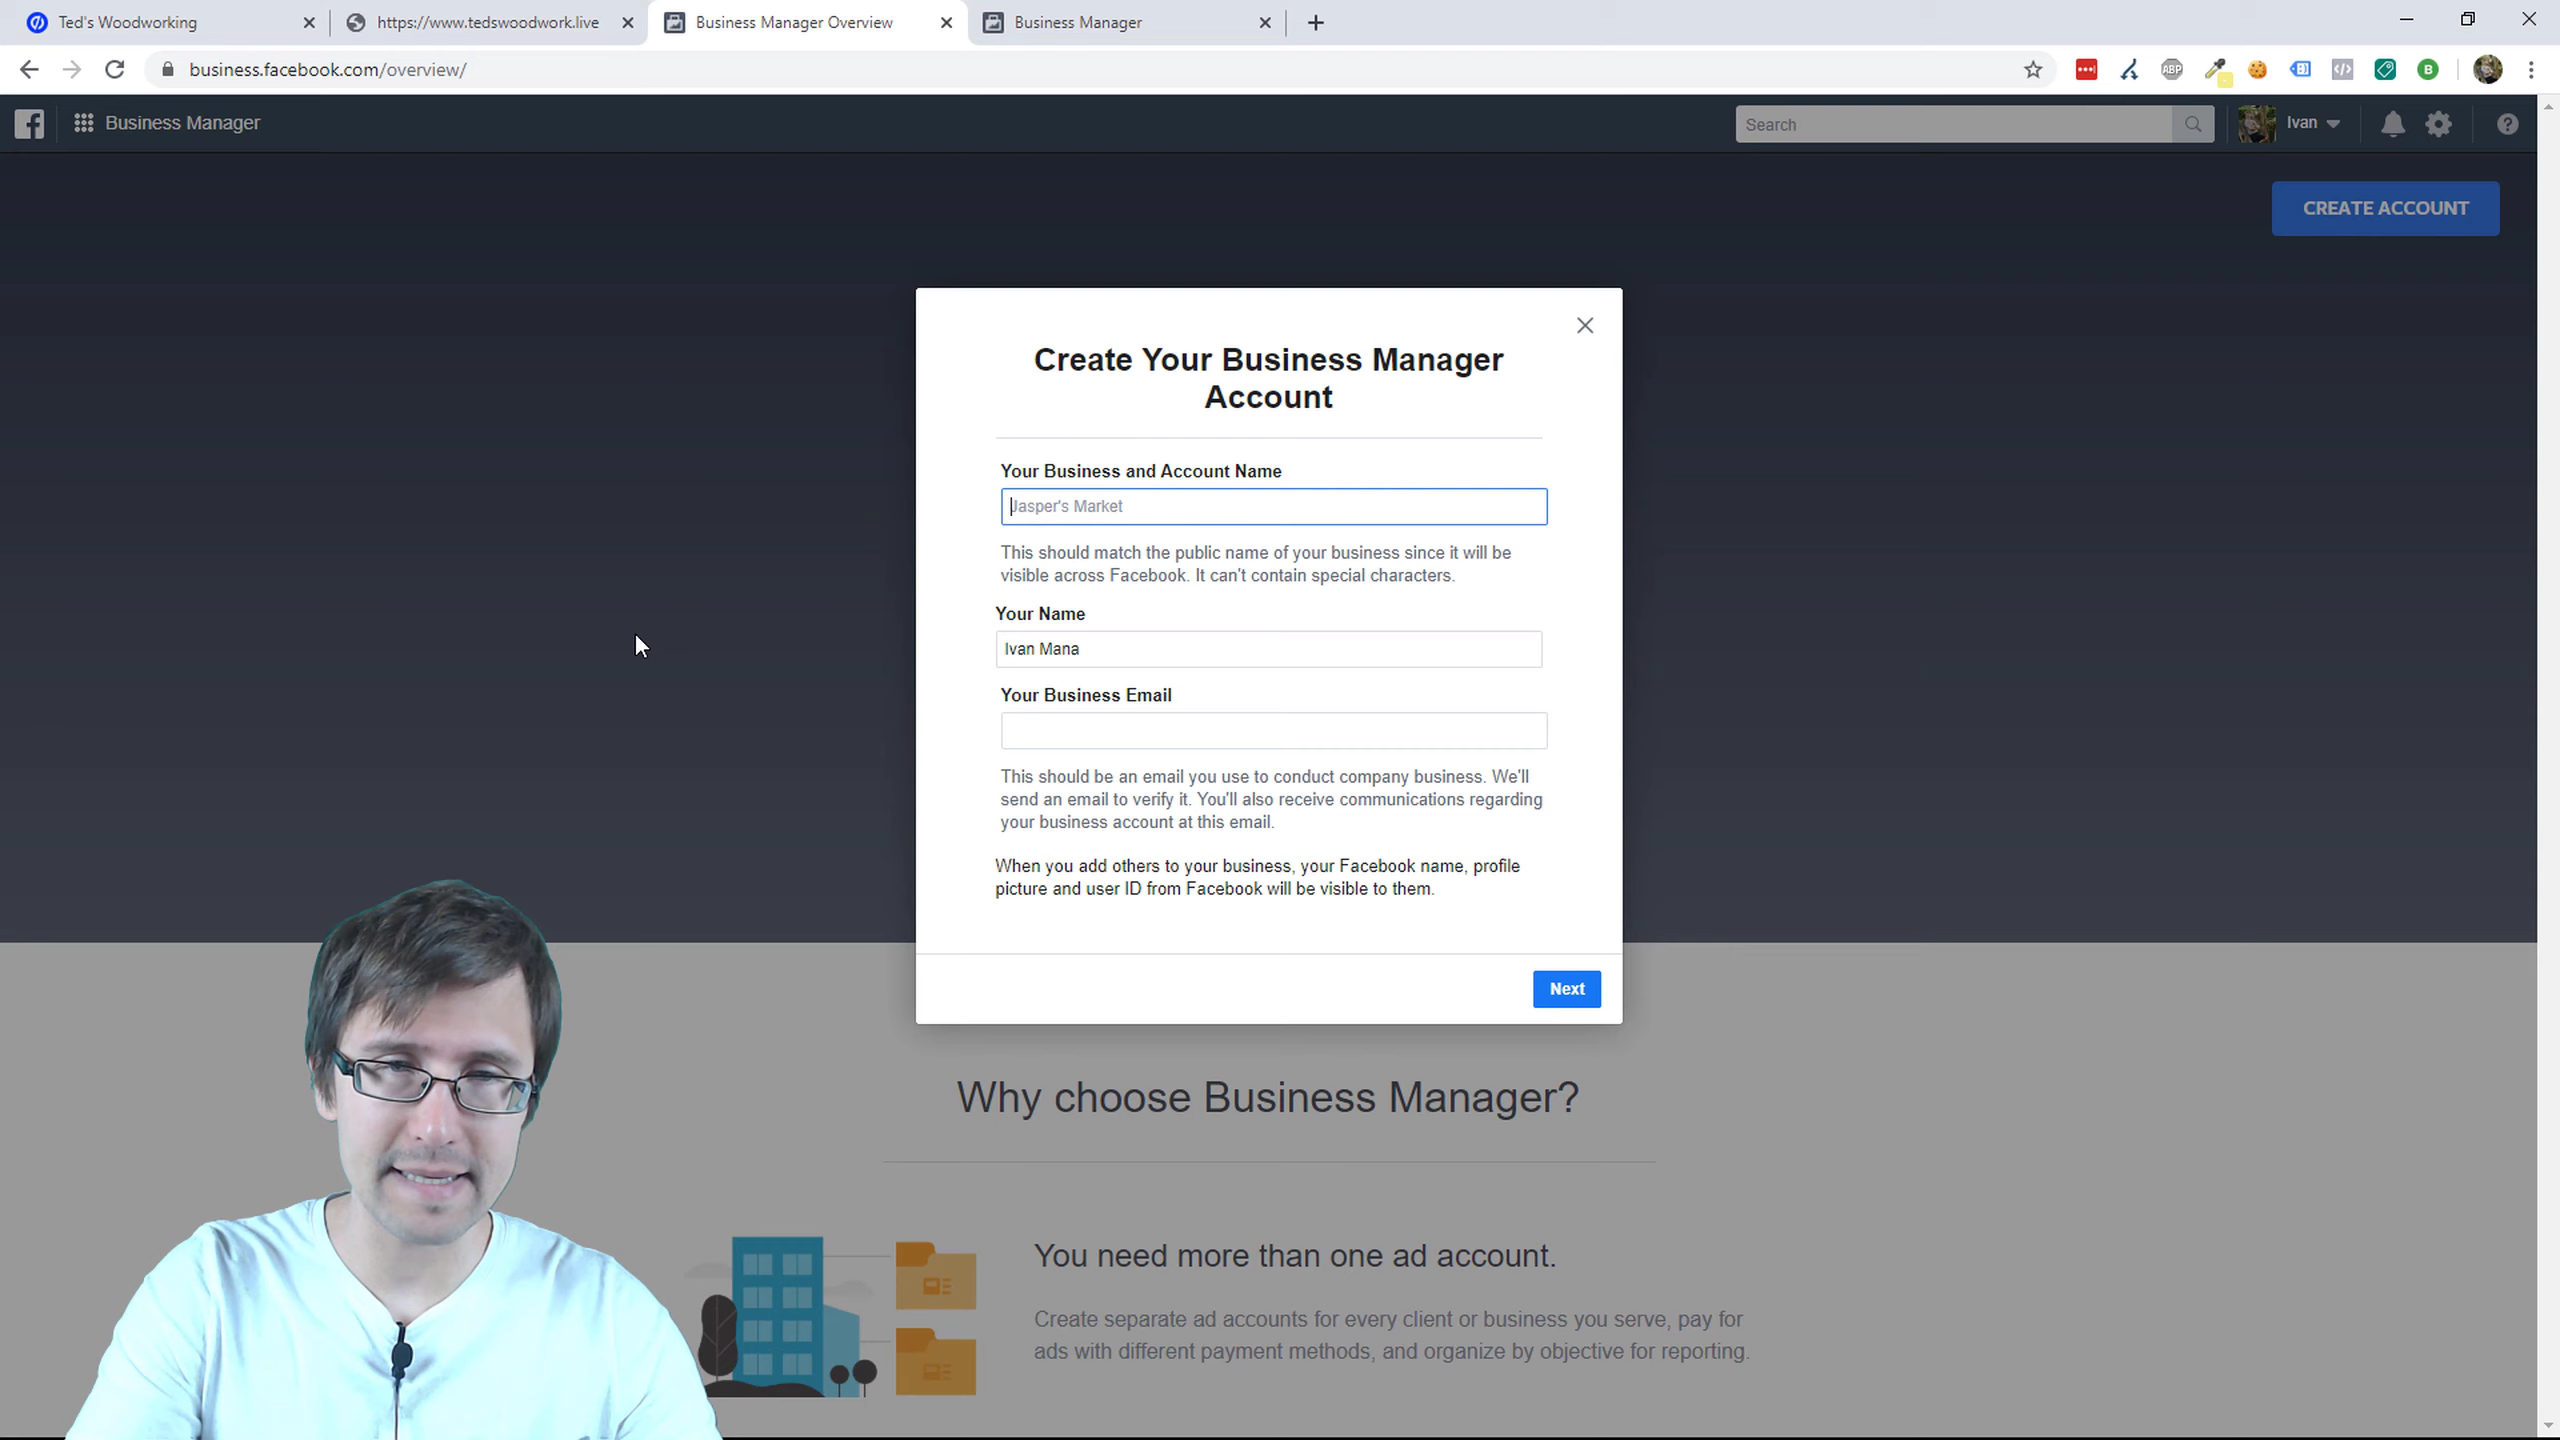 Ted's Woodworking
https://www.tedswoodwork.live
Business Manager Overview
Business Manager
business.facebook.com/overview/
ABP
B
Business Manager
Search
Ivan
CREATE ACCOUNT
Create Your Business Manager
Account
Your Business and Account Name
Jasper's Market
This should match the public name of your business since it will be
visible across Facebook. It can't contain special characters.
Your Name
Ivan Mana
Your Business Email
This should be an email you use to conduct company business. We'll
send an email to verify it. You'll also receive communications regarding
your business account at this email.
When you add others to your business, your Facebook name, profile
picture and user ID from Facebook will be visible to them.
Next
Why choose Business Manager?
You need more than one ad account.
Create separate ad accounts for every client or business you serve, pay for
ads with different payment methods, and organize by objective for reporting.